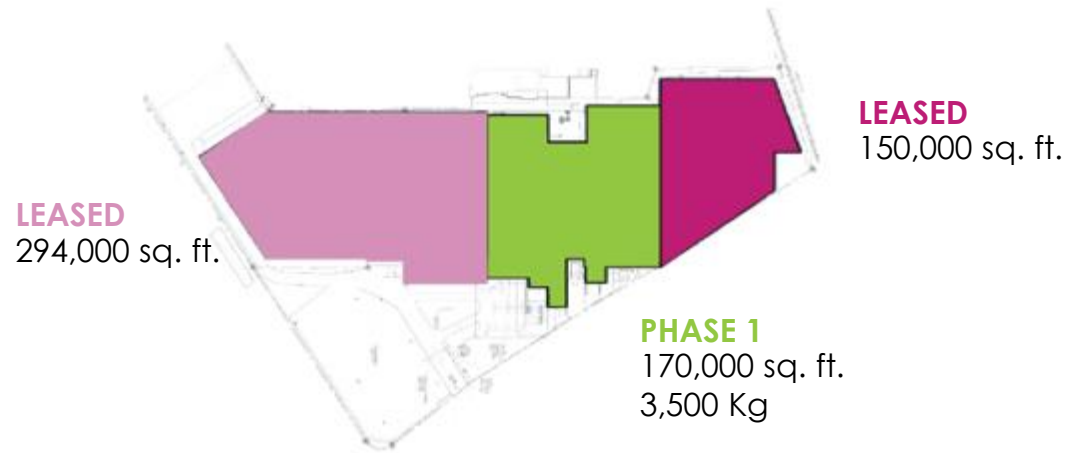 LEASED
150,000 sq. ft.
LEASED
294,000 sq. ft.
PHASE 1
170,000 sq. ft.
3,500 Kg